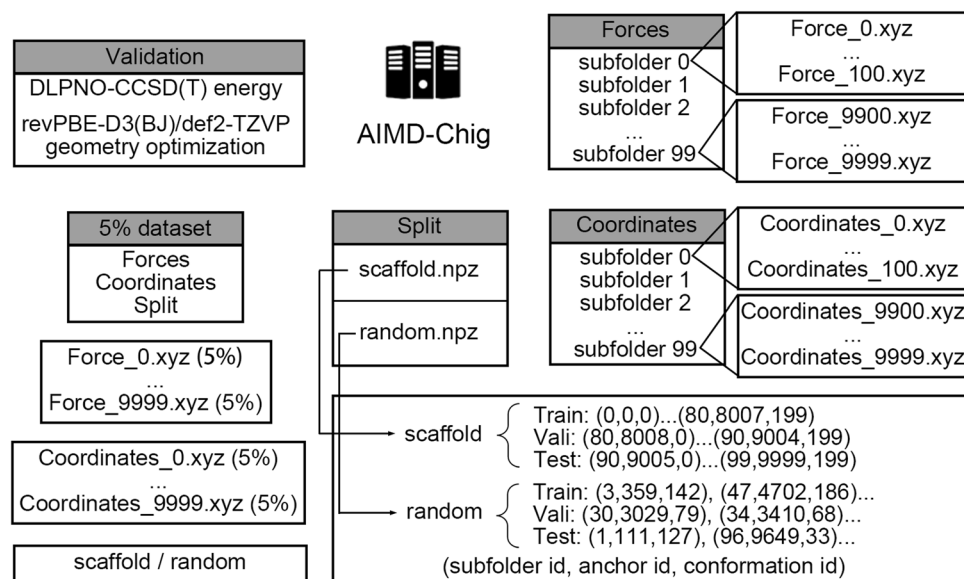 Validation
DLPNO-CCSD(T) energy
revPBE-D3(BJ)/def2-TZVP
geometry optimization
AIMD-Chig
Forces
subfolder 0
subfolder 1
subfolder 2
...
subfolder 99
Force_0.xyz
...
Force_100.xyz
Force_9900.xyz
...
Force_9999.xyz
5% dataset
Forces
Coordinates
Split
Split
scaffold.npz
random.npz
Coordinates
subfolder 0
subfolder 1
subfolder 2
...
subfolder 99
Coordinates_0.xyz
...
Coordinates_100.xyz
Coordinates_9900.xyz
...
Coordinates_9999.xyz
Force_0.xyz (5%)
...
Force_9999.xyz (5%)
Coordinates_0.xyz (5%)
...
Coordinates_9999.xyz (5%)
scaffold / random
scaffold
Train: (0,0,0)...(80,8007,199)
Vali: (80,8008,0)...(90,9004,199)
Test: (90,9005,0)...(99,9999,199)
random
Train: (3,359,142), (47,4702,186)...
Vali: (30,3029,79), (34,3410,68)...
Test: (1,111,127), (96,9649,33)...
(subfolder id, anchor id, conformation id)